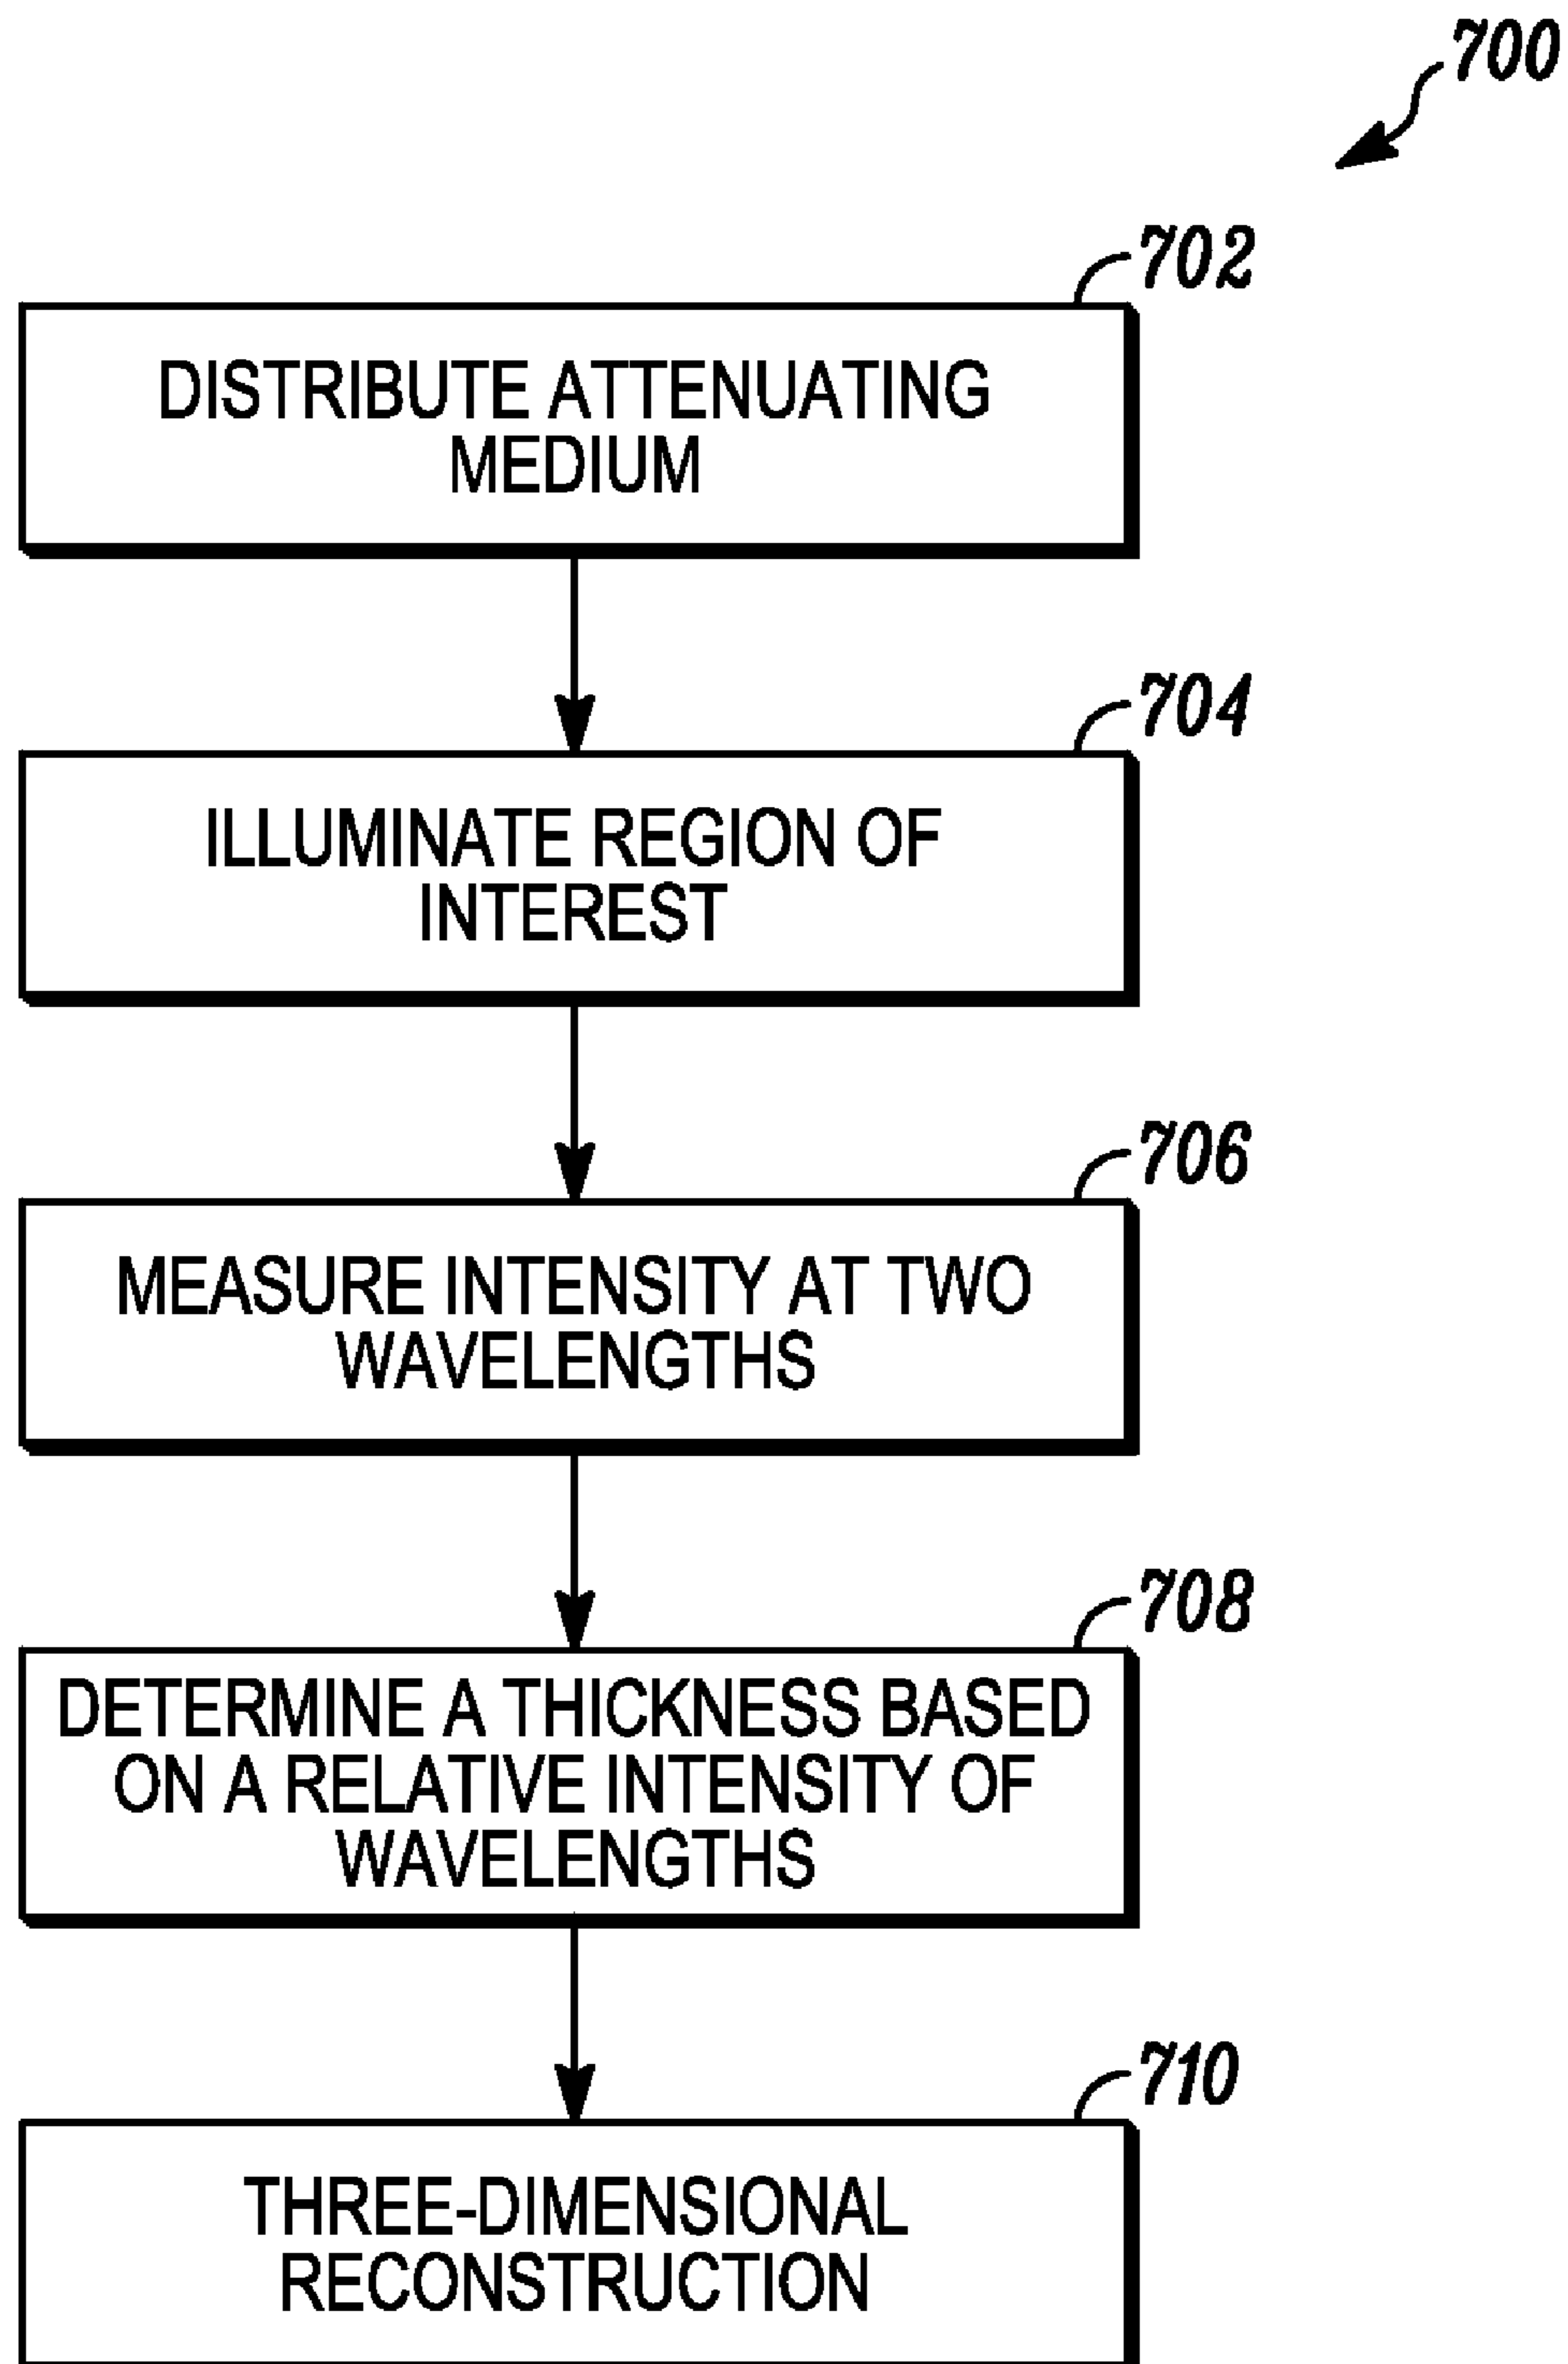 700
702
DISTRIBUTE ATTENUATING
MEDIUM
704
ILLUMINATE REGION OF
INTEREST
706
MEASURE INTENSITY AT TWO
WAVELENGTHS
708
DETERMINE A THICKNESS BASED
ON A RELATIVE INTENSITY OF
WAVELENGTHS
710
THREE-DIMENSIONAL
RECONSTRUCTION